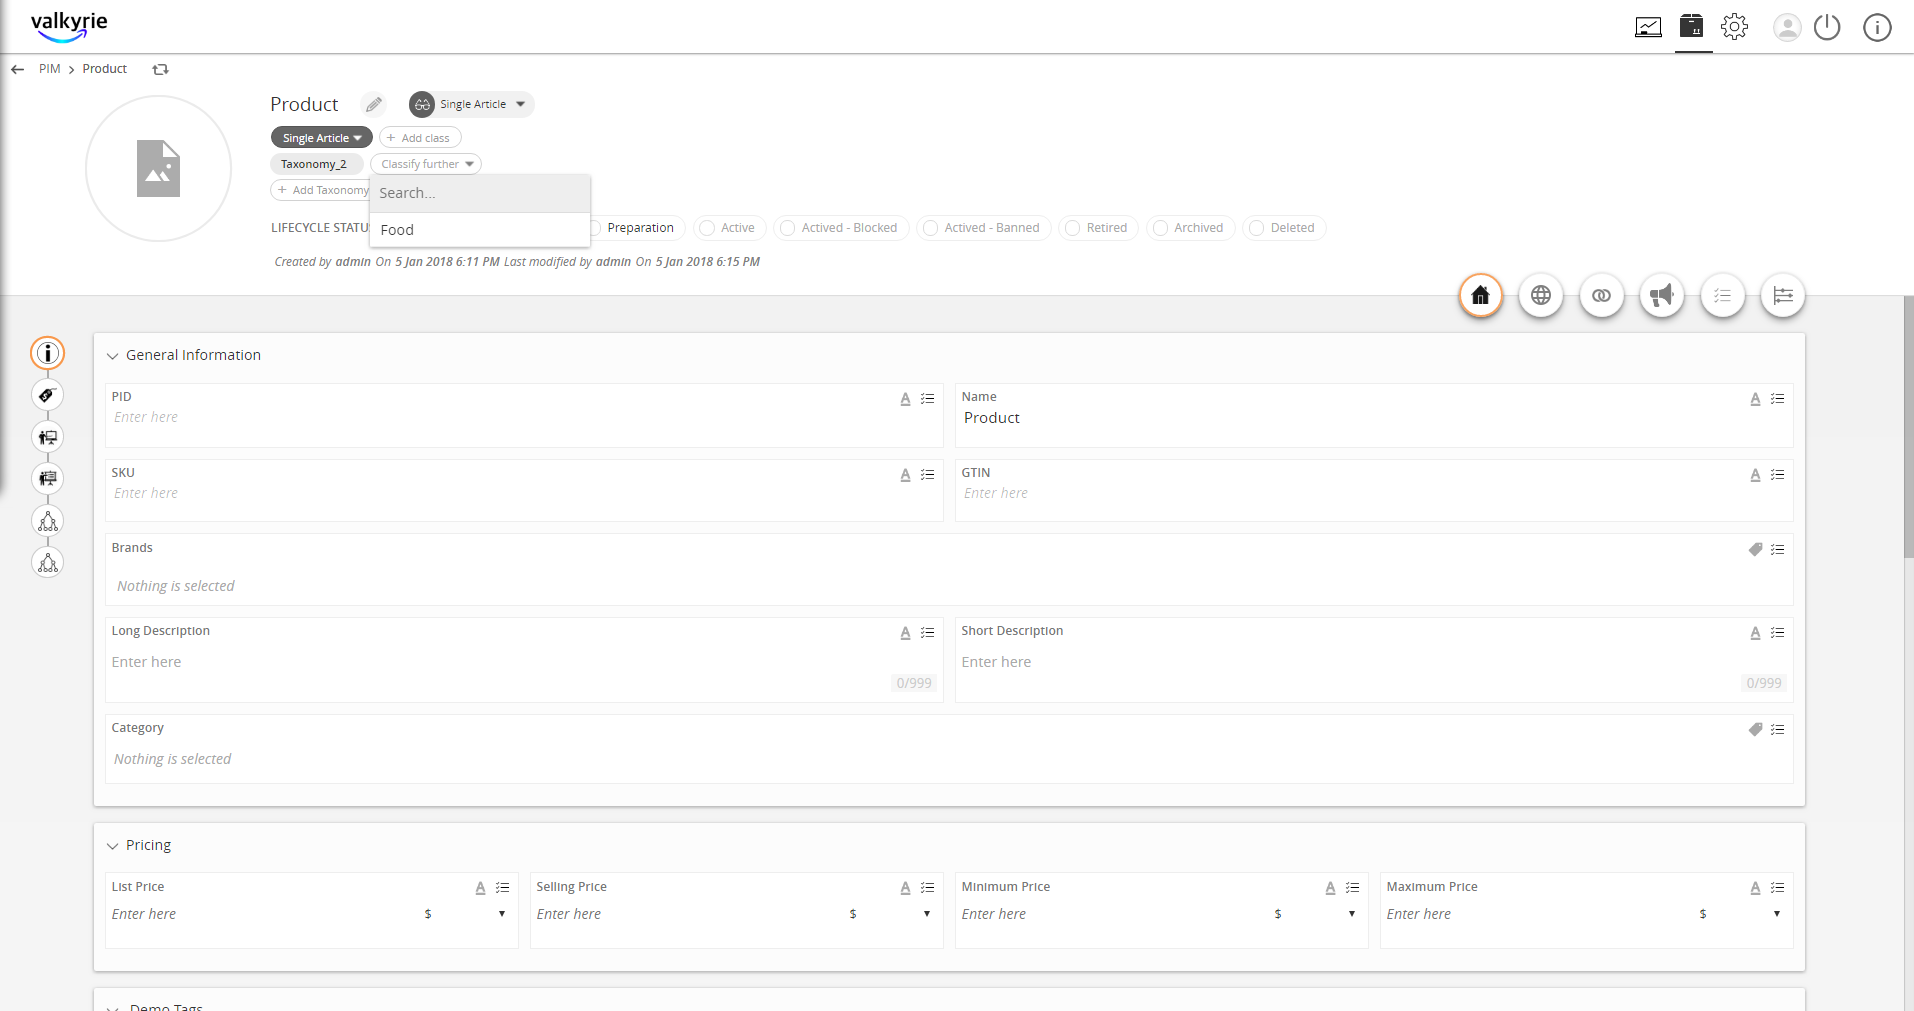 valkyrie
PIM > Product
Product Single Article
Single Article + Add class
Taxonomy_2 Classify further
+ Add Taxonomy Search...
Food
LIFECYCLE Preparation Active Actived - Blocked Actived - Banned Retired Archived Deleted
Created by admin On 5 Jan 2018 6:11 PM Last modified by admin On 5 Jan 2018 6:15 PM
General Information
PID Name
Enter here Product
SKU GTIN
Enter here Enter here
Brands
Nothing is selected
Long Description Short Description
Enter here Enter here
0/999 0/999
Category
Nothing is selected
Pricing
List Price Selling Price Minimum Price Maximum Price
Enter here $ Enter here $ Enter here $ Enter here $
Demo Tags